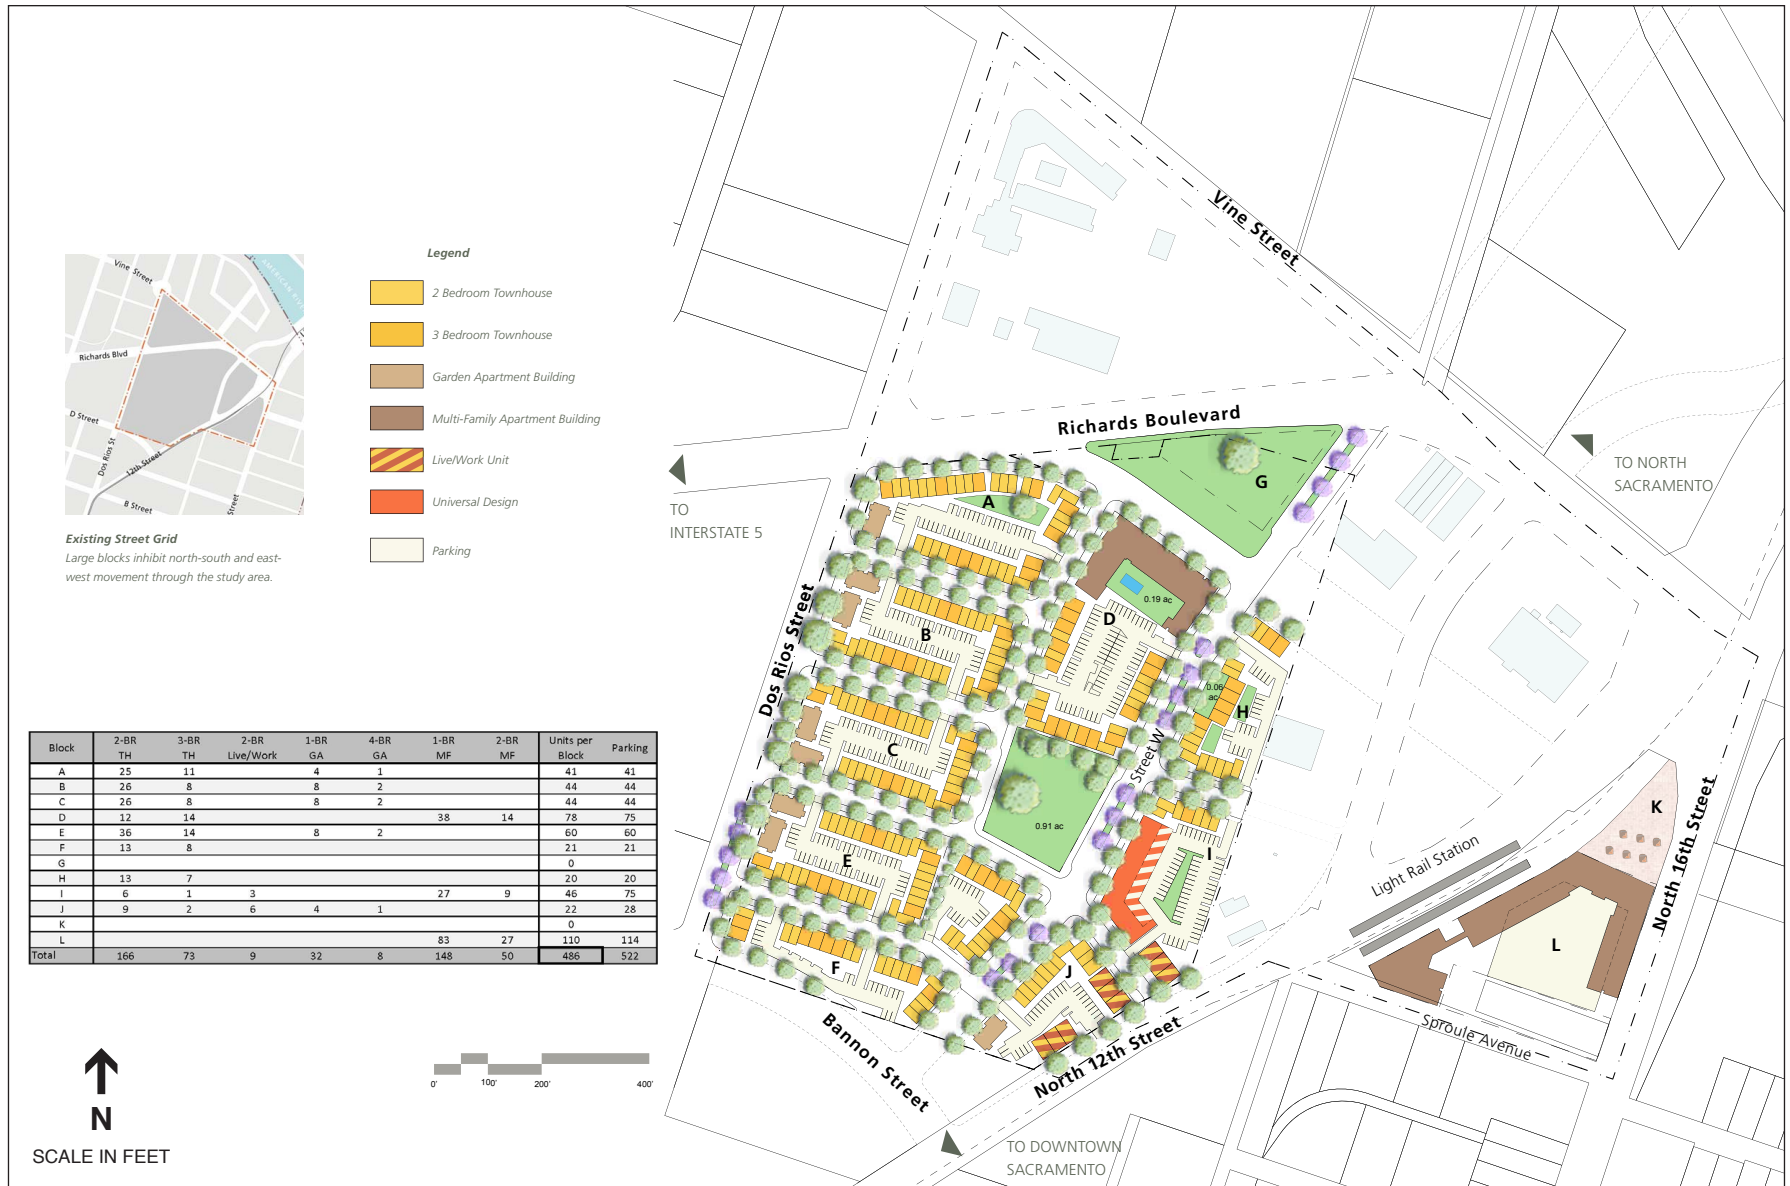 Legend
2 Bedroom Townhouse
3 Bedroom Townhouse
Garden Apartment Building
Multi-Family Apartment Building
Live/Work Unit
Universal Design
Parking
Vine Street
Richards Blvd
D Street
Dos Rios St
12th Street
B Street
Street
AMERICAN
Existing Street Grid
Large blocks inhibit north-south and east-
west movement through the study area.
Block 2-BR TH 3-BR TH 2-BR Live/Work 1-BR GA 4-BR GA 1-BR MF 2-BR MF Units per Block Parking
A 25 11 4 1 41 41
B 26 8 8 2 44 44
C 26 8 8 2 44 44
D 12 14 38 14 78 75
E 36 14 8 2 60 60
F 13 8 21 21
G 0
H 13 7 20 20
I 6 1 3 27 9 46 75
J 9 2 6 4 1 22 28
K 0
L 83 27 110 114
Total 166 73 9 32 8 148 50 486 522
N
SCALE IN FEET
0' 100' 200' 400'
Vine Street
Richards Boulevard
TO NORTH
SACRAMENTO
TO
INTERSTATE 5
Dos Rios Street
A
G
0.19 ac
D
B
0.06
ac
H
C
Street W
0.91 ac
E
I
K
Light Rail Station
North 16th Street
L
F
J
Bannon Street
North 12th Street
Sproule Avenue
TO DOWNTOWN
SACRAMENTO